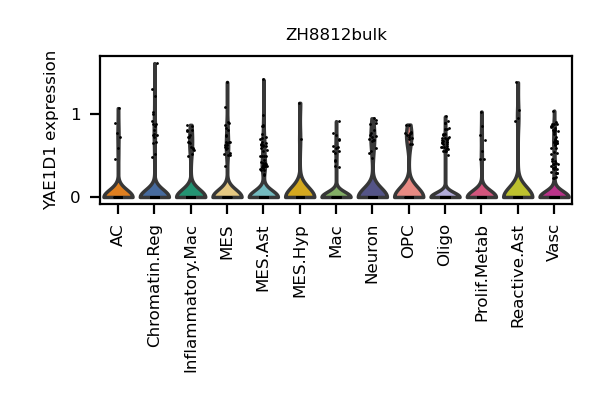 ZH8812bulk
YAE1D1 expression
1
0
AC
Chromatin.Reg
Inflammatory.Mac
MES
MES.Ast
MES.Hyp
Mac
Neuron
OPC
Oligo
Prolif.Metab
Reactive.Ast
Vasc